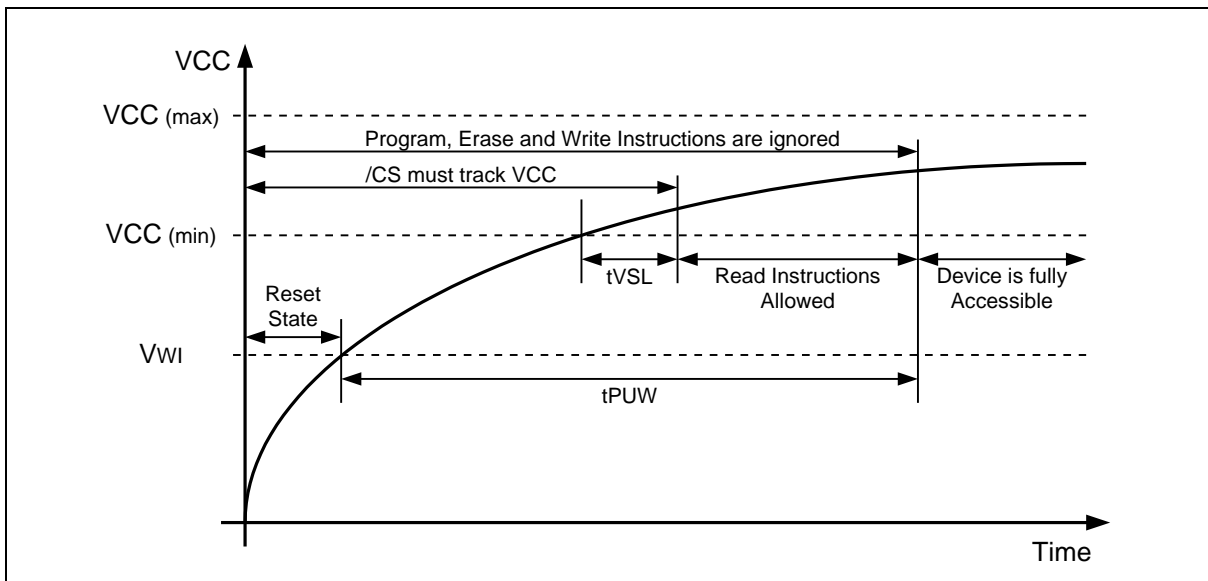 VCC
VCC (max)
Program, Erase and Write Instructions are ignored
/CS must track VCC
VCC (min)
tVSL
Read Instructions
Allowed
Device is fully
Accessible
Reset
State
VWI
tPUW
Time